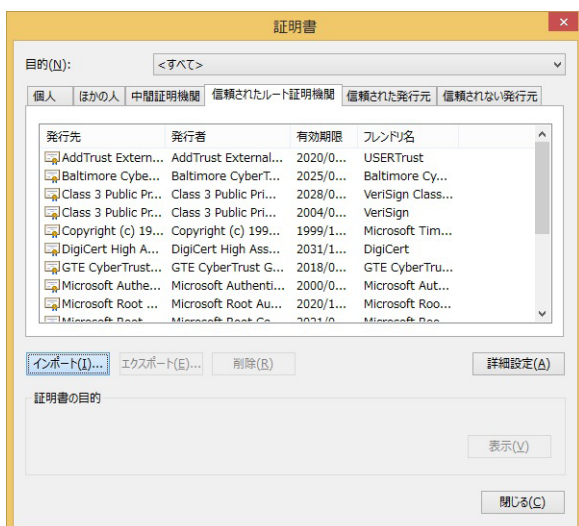 証明書
目的(N): <すべて>
個人 ほかの人 中間証明機関 信頼されたルート証明機関 信頼された発行元 信頼されない発行元
発行先 発行者 有効期限 フレンドリ名
AddTrust Extern... AddTrust External... 2020/0... USERTrust
Baltimore Cybe... Baltimore CyberT... 2025/0... Baltimore Cy...
Class 3 Public Pr... Class 3 Public Pri... 2028/0... VeriSign Class...
Class 3 Public Pr... Class 3 Public Pri... 2004/0... VeriSign
Copyright (c) 19... Copyright (c) 199... 1999/1... Microsoft Tim...
DigiCert High A... DigiCert High Ass... 2031/1... DigiCert
GTE CyberTrust... GTE CyberTrust G... 2018/0... GTE CyberTru...
Microsoft Authe... Microsoft Authenti... 2000/0... Microsoft Aut...
Microsoft Root ... Microsoft Root Au... 2020/1... Microsoft Roo...
Microsoft Root Microsoft Root Ce 2021/0 Microsoft Roo
インポート(I)... エクスポート(E)... 削除(R) 詳細設定(A)
証明書の目的
表示(V)
閉じる(C)